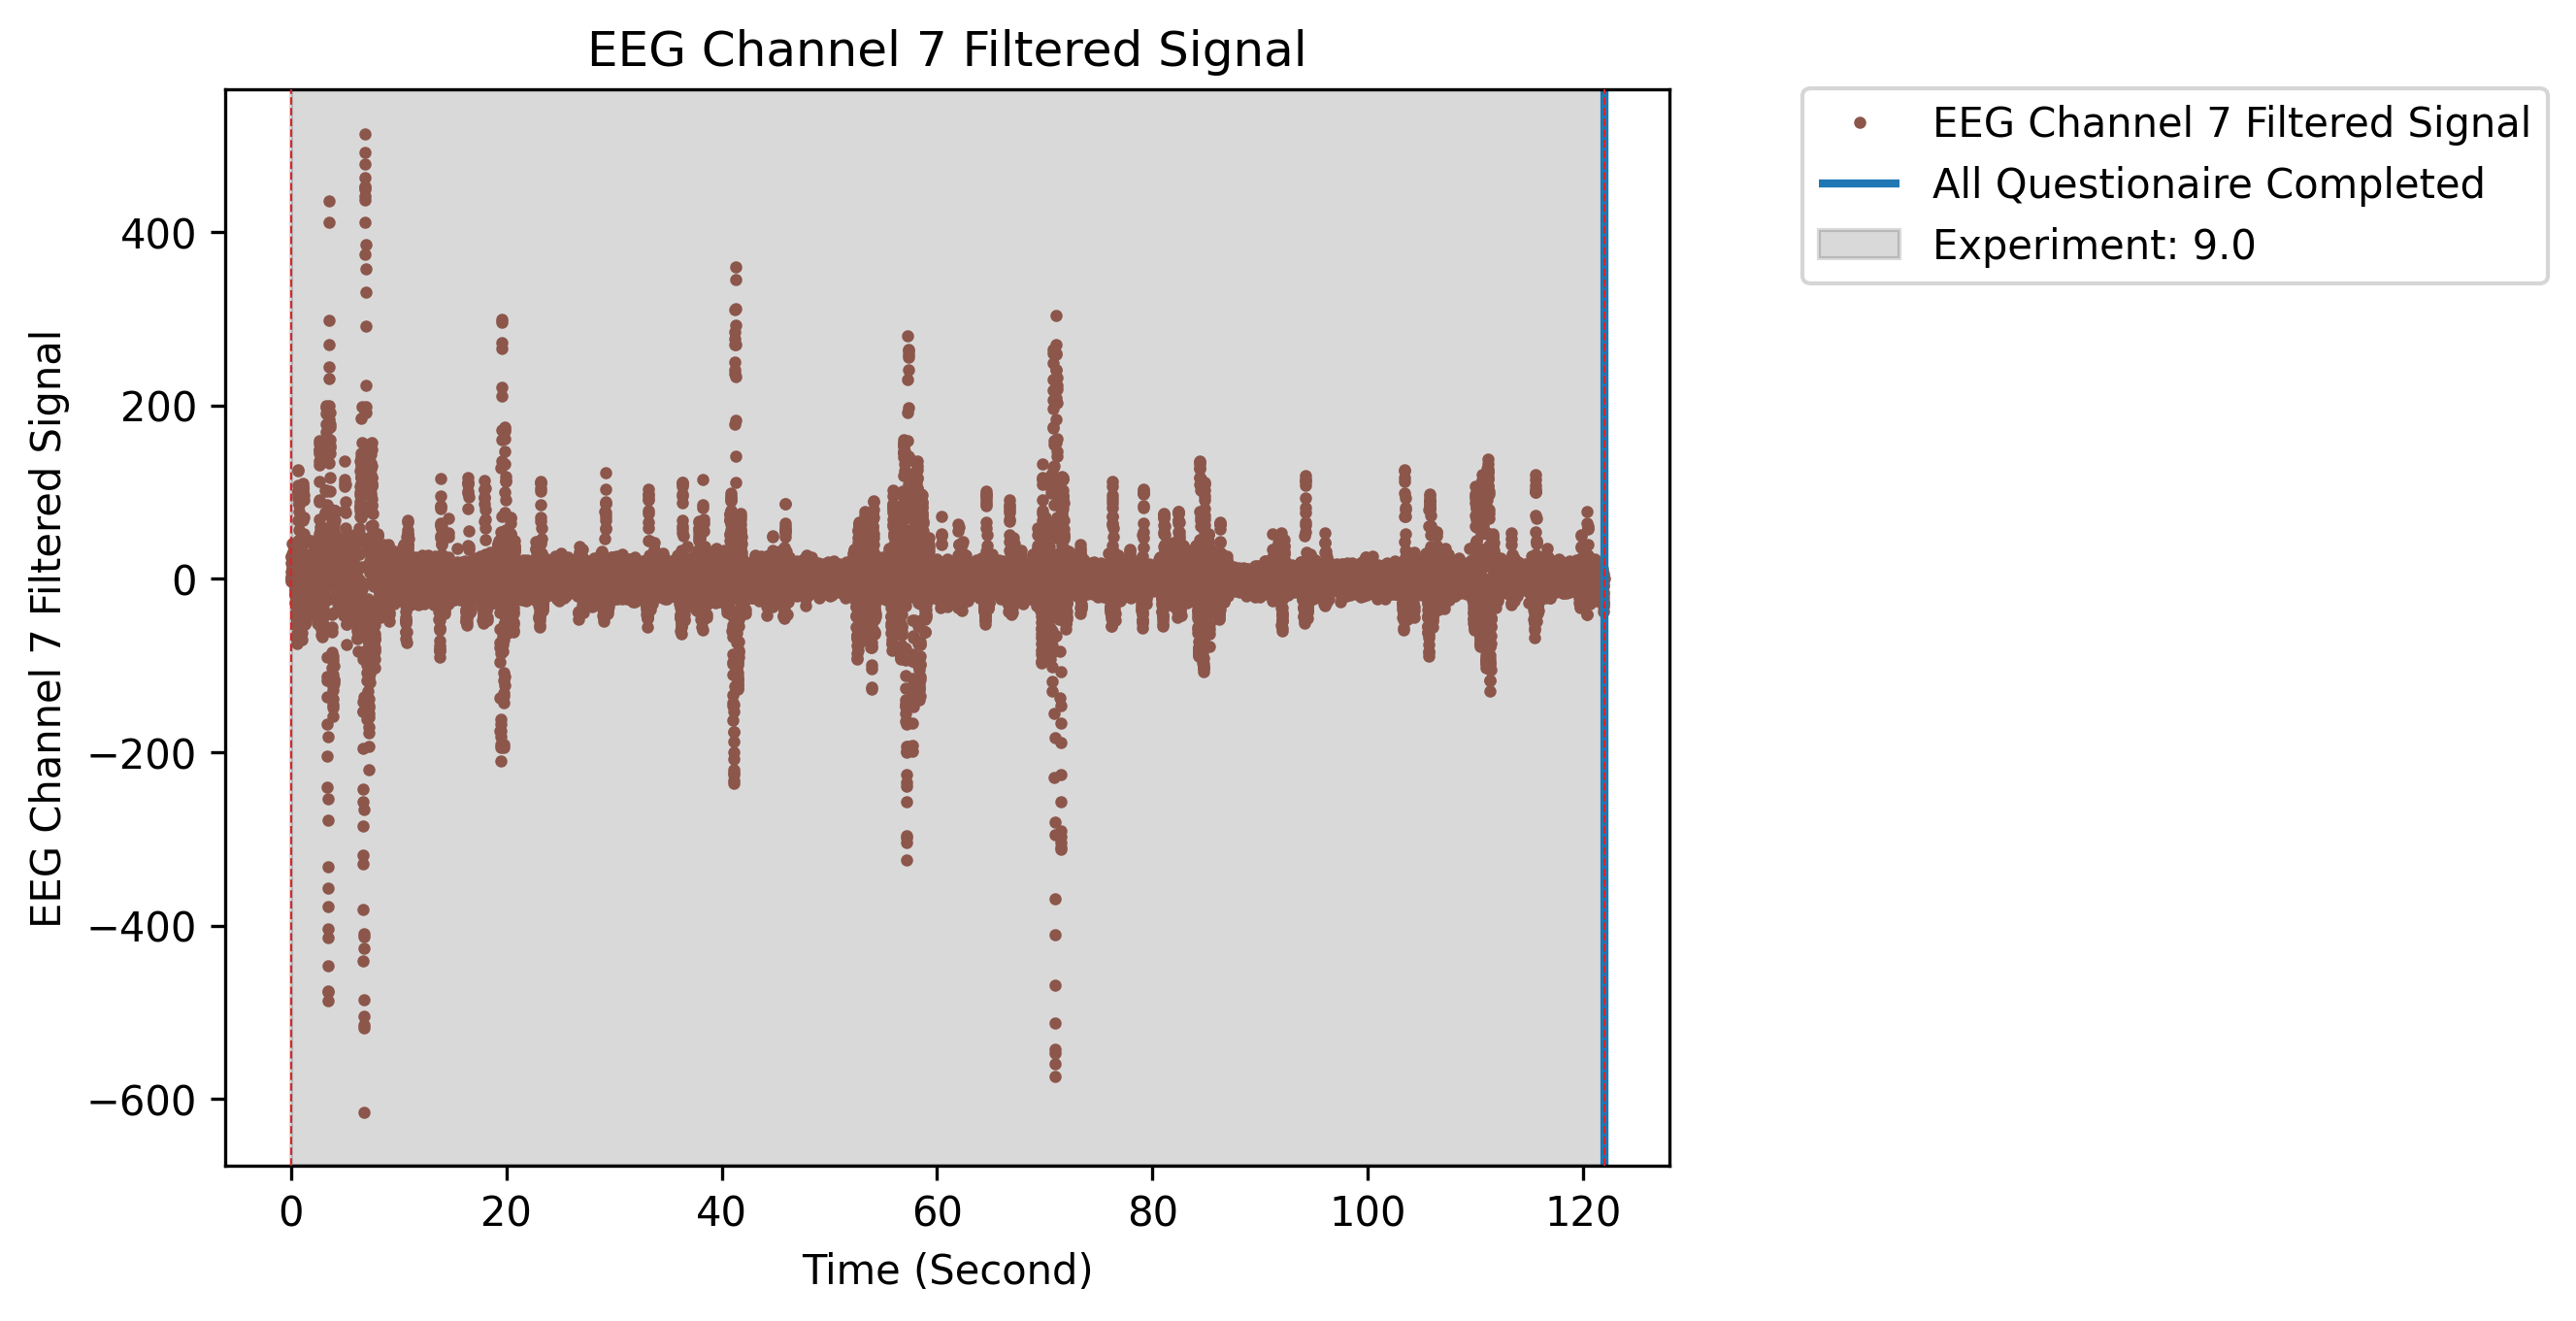 EEG Channel 7 Filtered Signal
EEG Channel 7 Filtered Signal
All Questionaire Completed
Experiment: 9.0
EEG Channel 7 Filtered Signal
400
200
0
−200
−400
−600
0 20 40 60 80 100 120
Time (Second)